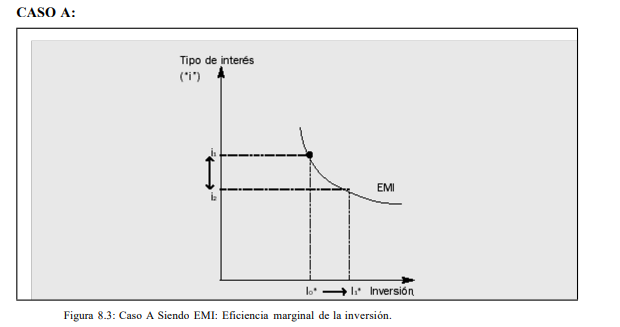 CASO A:
Tipo de interés
("i")
i₁
i₂
EMI
I₀* I₁* Inversión
Figura 8.3: Caso A Siendo EMI: Eficiencia marginal de la inversión.